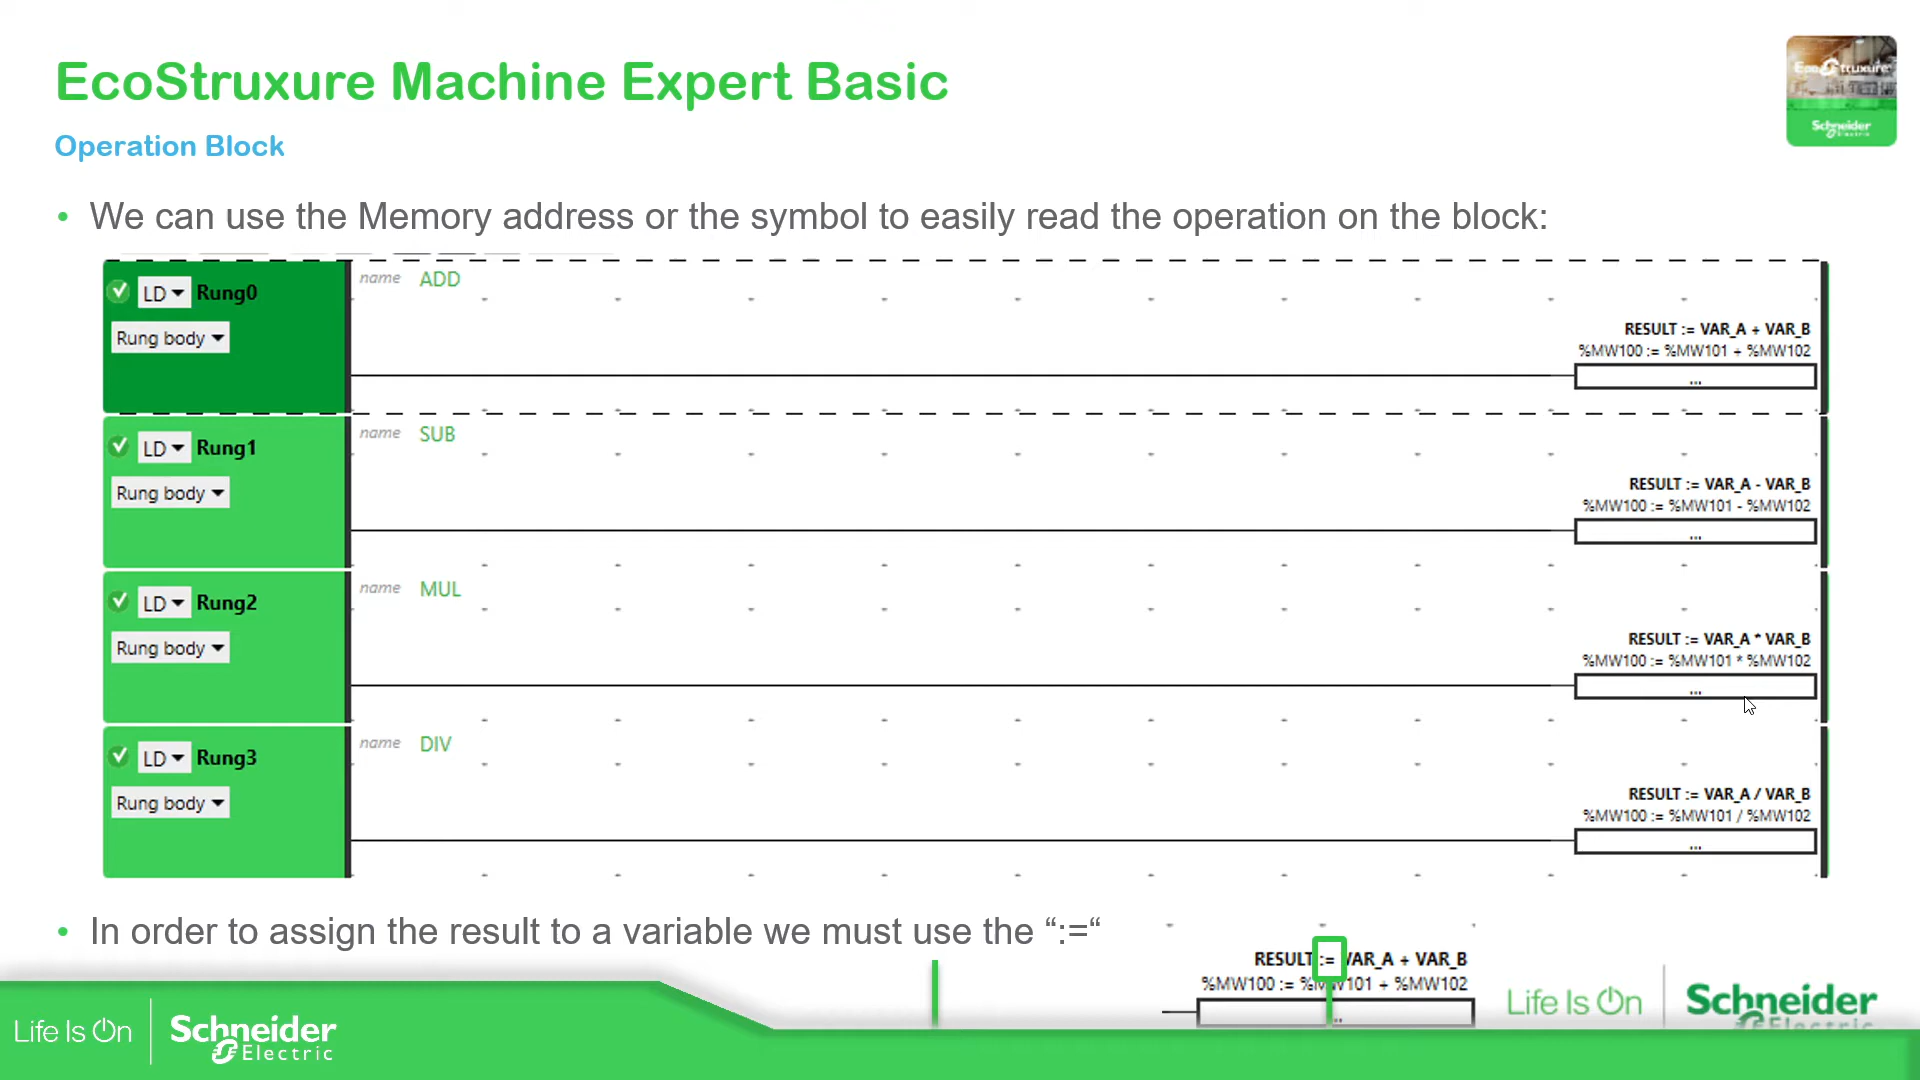 EcoStruxure Machine Expert Basic
Operation Block
Schneider
Electric
• We can use the Memory address or the symbol to easily read the operation on the block:
name ADD
LD Rung0
Rung body
RESULT := VAR_A + VAR_B
%MW100 := %MW101 + %MW102
...
name SUB
LD Rung1
Rung body
RESULT := VAR_A - VAR_B
%MW100 := %MW101 - %MW102
...
name MUL
LD Rung2
Rung body
RESULT := VAR_A * VAR_B
%MW100 := %MW101 * %MW102
...
name DIV
LD Rung3
Rung body
RESULT := VAR_A / VAR_B
%MW100 := %MW101 / %MW102
...
• In order to assign the result to a variable we must use the “:=“
RESULT := VAR_A + VAR_B
%MW100 := %MW101 + %MW102
Life Is On
Schneider
Electric
Life Is On
Schneider
Electric